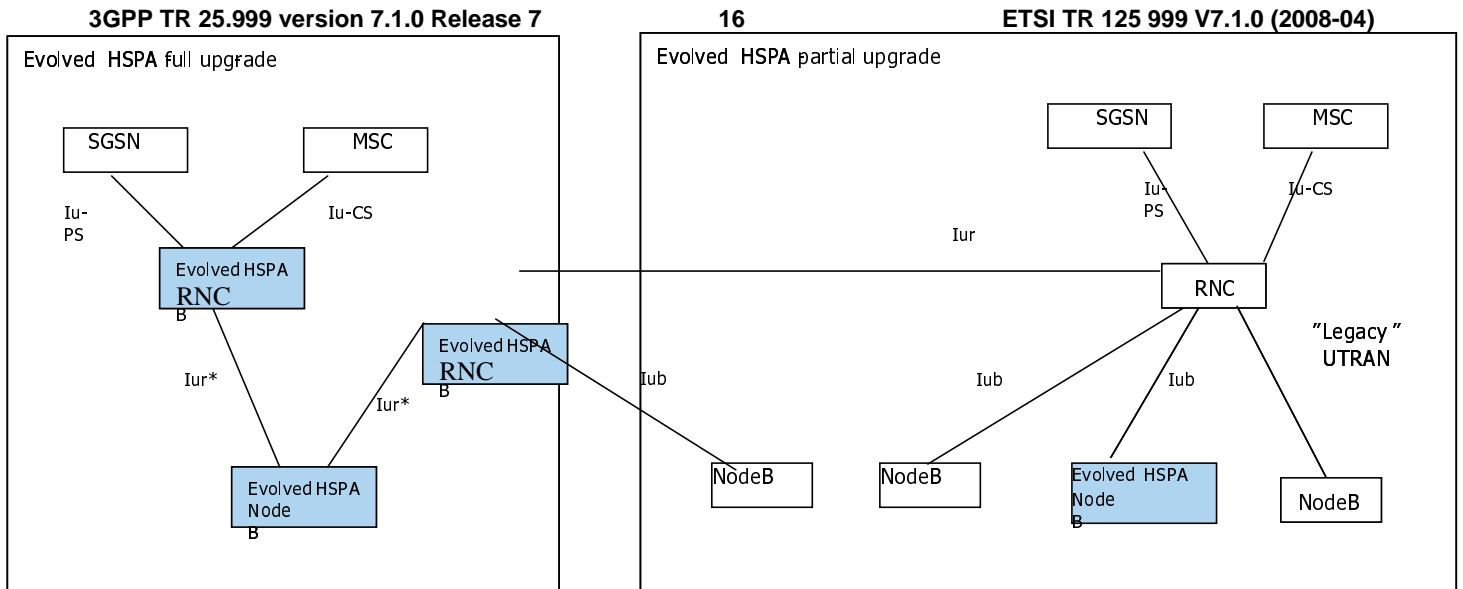 3GPP TR 25.999 version 7.1.0 Release 7
16
ETSI TR 125 999 V7.1.0 (2008-04)
Evolved HSPA full upgrade
SGSN
MSC
Iu-
PS
Iu-CS
Evolved HSPA
RNC
B
Evolved HSPA
RNC
B
Iur*
Iur*
Evolved HSPA
Node
B
Evolved HSPA partial upgrade
SGSN
MSC
Iu-
PS
Iu-CS
Iur
RNC
"Legacy"
UTRAN
Iub
Iub
Iub
NodeB
NodeB
Evolved HSPA
Node
B
NodeB